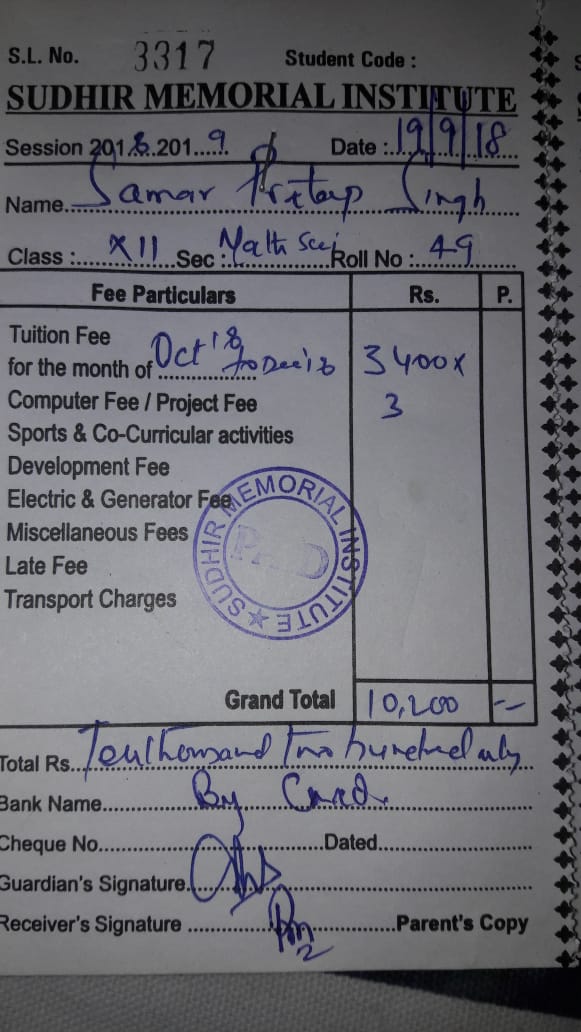 S.L. No. 3317 Student Code :
SUDHIR MEMORIAL INSTITUTE
Session 2018.2019 Date : 19/9/18
Name Samar Pratap Singh
Class : XII Sec : Math Sci Roll No : 49
Fee Particulars Rs. P.
Tuition Fee
for the month of Oct'18 to Dec'18 3400x
Computer Fee / Project Fee 3
Sports & Co-Curricular activities
Development Fee
Electric & Generator Fee
Miscellaneous Fees
Late Fee
Transport Charges
SUDHIR MEMORIAL INSTITUTE
PAID
Grand Total 10,200 --
Total Rs. Ten thousand two hundred only
Bank Name By Card.
Cheque No. Dated
Guardian's Signature
Receiver's Signature Parent's Copy